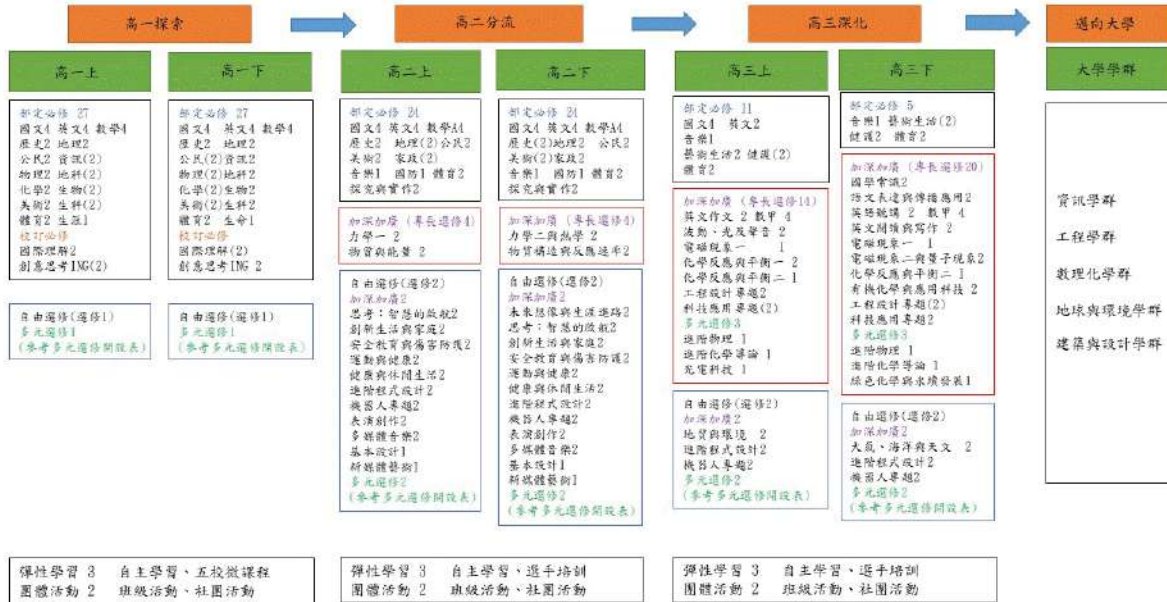 高一探索
高二分流
高三深化
邁向大學
高一上
高一下
高二上
高二下
高三上
高三下
大學學群
部定必修 27
國文4 英文4 數學4
歷史2 地理2
公民2 資訊(2)
物理2 地科(2)
化學2 生物(2)
美術2 生科(2)
體育2 生涯1
校訂必修
國際理解2
創意思考ING(2)
自由選修(選修1)
多元選修1
(參考多元選修開設表)
部定必修 27
國文4 英文4 數學4
歷史2 地理2
公民(2)資訊2
物理(2)地科2
化學(2)生物2
美術(2)生科2
體育2 生命1
校訂必修
國際理解(2)
創意思考ING 2
自由選修(選修1)
多元選修1
(參考多元選修開設表)
部定必修 24
國文4 英文4 數學A4
歷史2 地理(2)公民2
美術2 家政(2)
音樂1 國防1 體育2
探究與實作2
加深加廣 (專長選修4)
力學一 2
物質與能量 2
自由選修(選修2)
加深加廣2
思考：智慧的啟航2
創新生活與家庭2
安全教育與傷害防護2
運動與健康2
健康與休閒生活2
進階程式設計2
機器人專題2
表演創作2
多媒體音樂2
基本設計1
新媒體藝術1
多元選修2
(參考多元選修開設表)
部定必修 24
國文4 英文4 數學A4
歷史(2)地理2 公民2
美術(2)家政2
音樂1 國防1 體育2
探究與實作2
加深加廣 (專長選修4)
力學二與熱學 2
物質構造與反應速率2
自由選修(選修2)
加深加廣2
未來想像與生涯進路2
思考：智慧的啟航2
創新生活與家庭2
安全教育與傷害防護2
運動與健康2
健康與休閒生活2
進階程式設計2
機器人專題2
表演創作2
多媒體音樂2
基本設計1
新媒體藝術1
多元選修2
(參考多元選修開設表)
部定必修 11
國文4 英文2
音樂1
藝術生活2 健護(2)
體育2
加深加廣 (專長選修14)
英文作文 2 數甲 4
波動、光及聲音 2
電磁現象一 1
化學反應與平衡一 2
化學反應與平衡二 1
工程設計專題2
科技應用專題(2)
多元選修3
進階物理 1
進階化學導論 1
光電科技 1
自由選修(選修2)
加深加廣2
地質與環境 2
進階程式設計2
機器人專題2
多元選修2
(參考多元選修開設表)
部定必修 5
音樂1 藝術生活(2)
健護2 體育2
加深加廣 (專長選修20)
國學常識2
語文表達與傳播應用2
英語聽講 2 數甲 4
英文閱讀與寫作 2
電磁現象一 1
電磁現象二與量子現象2
化學反應與平衡二 1
有機化學與應用科技 2
工程設計專題(2)
科技應用專題2
多元選修3
進階物理 1
進階化學導論 1
綠色化學與永續發展1
自由選修(選修2)
加深加廣2
大氣、海洋與天文 2
進階程式設計2
機器人專題2
多元選修2
(參考多元選修開設表)
資訊學群
工程學群
數理化學群
地球與環境學群
建築與設計學群
彈性學習 3 自主學習、五校微課程
團體活動 2 班級活動、社團活動
彈性學習 3 自主學習、選手培訓
團體活動 2 班級活動、社團活動
彈性學習 3 自主學習、選手培訓
團體活動 2 班級活動、社團活動